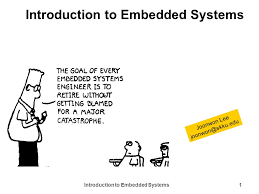 Introduction to Embedded Systems
THE GOAL OF EVERY
EMBEDDED SYSTEMS
ENGINEER IS TO
RETIRE WITHOUT
GETTING BLAMED
FOR A MAJOR
CATASTROPHE.
Joonwon Lee
joonwon@skku.edu
Introduction to Embedded Systems
1